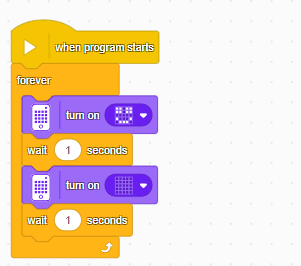 when program starts
forever
turn on
wait 1 seconds
turn on
wait 1 seconds